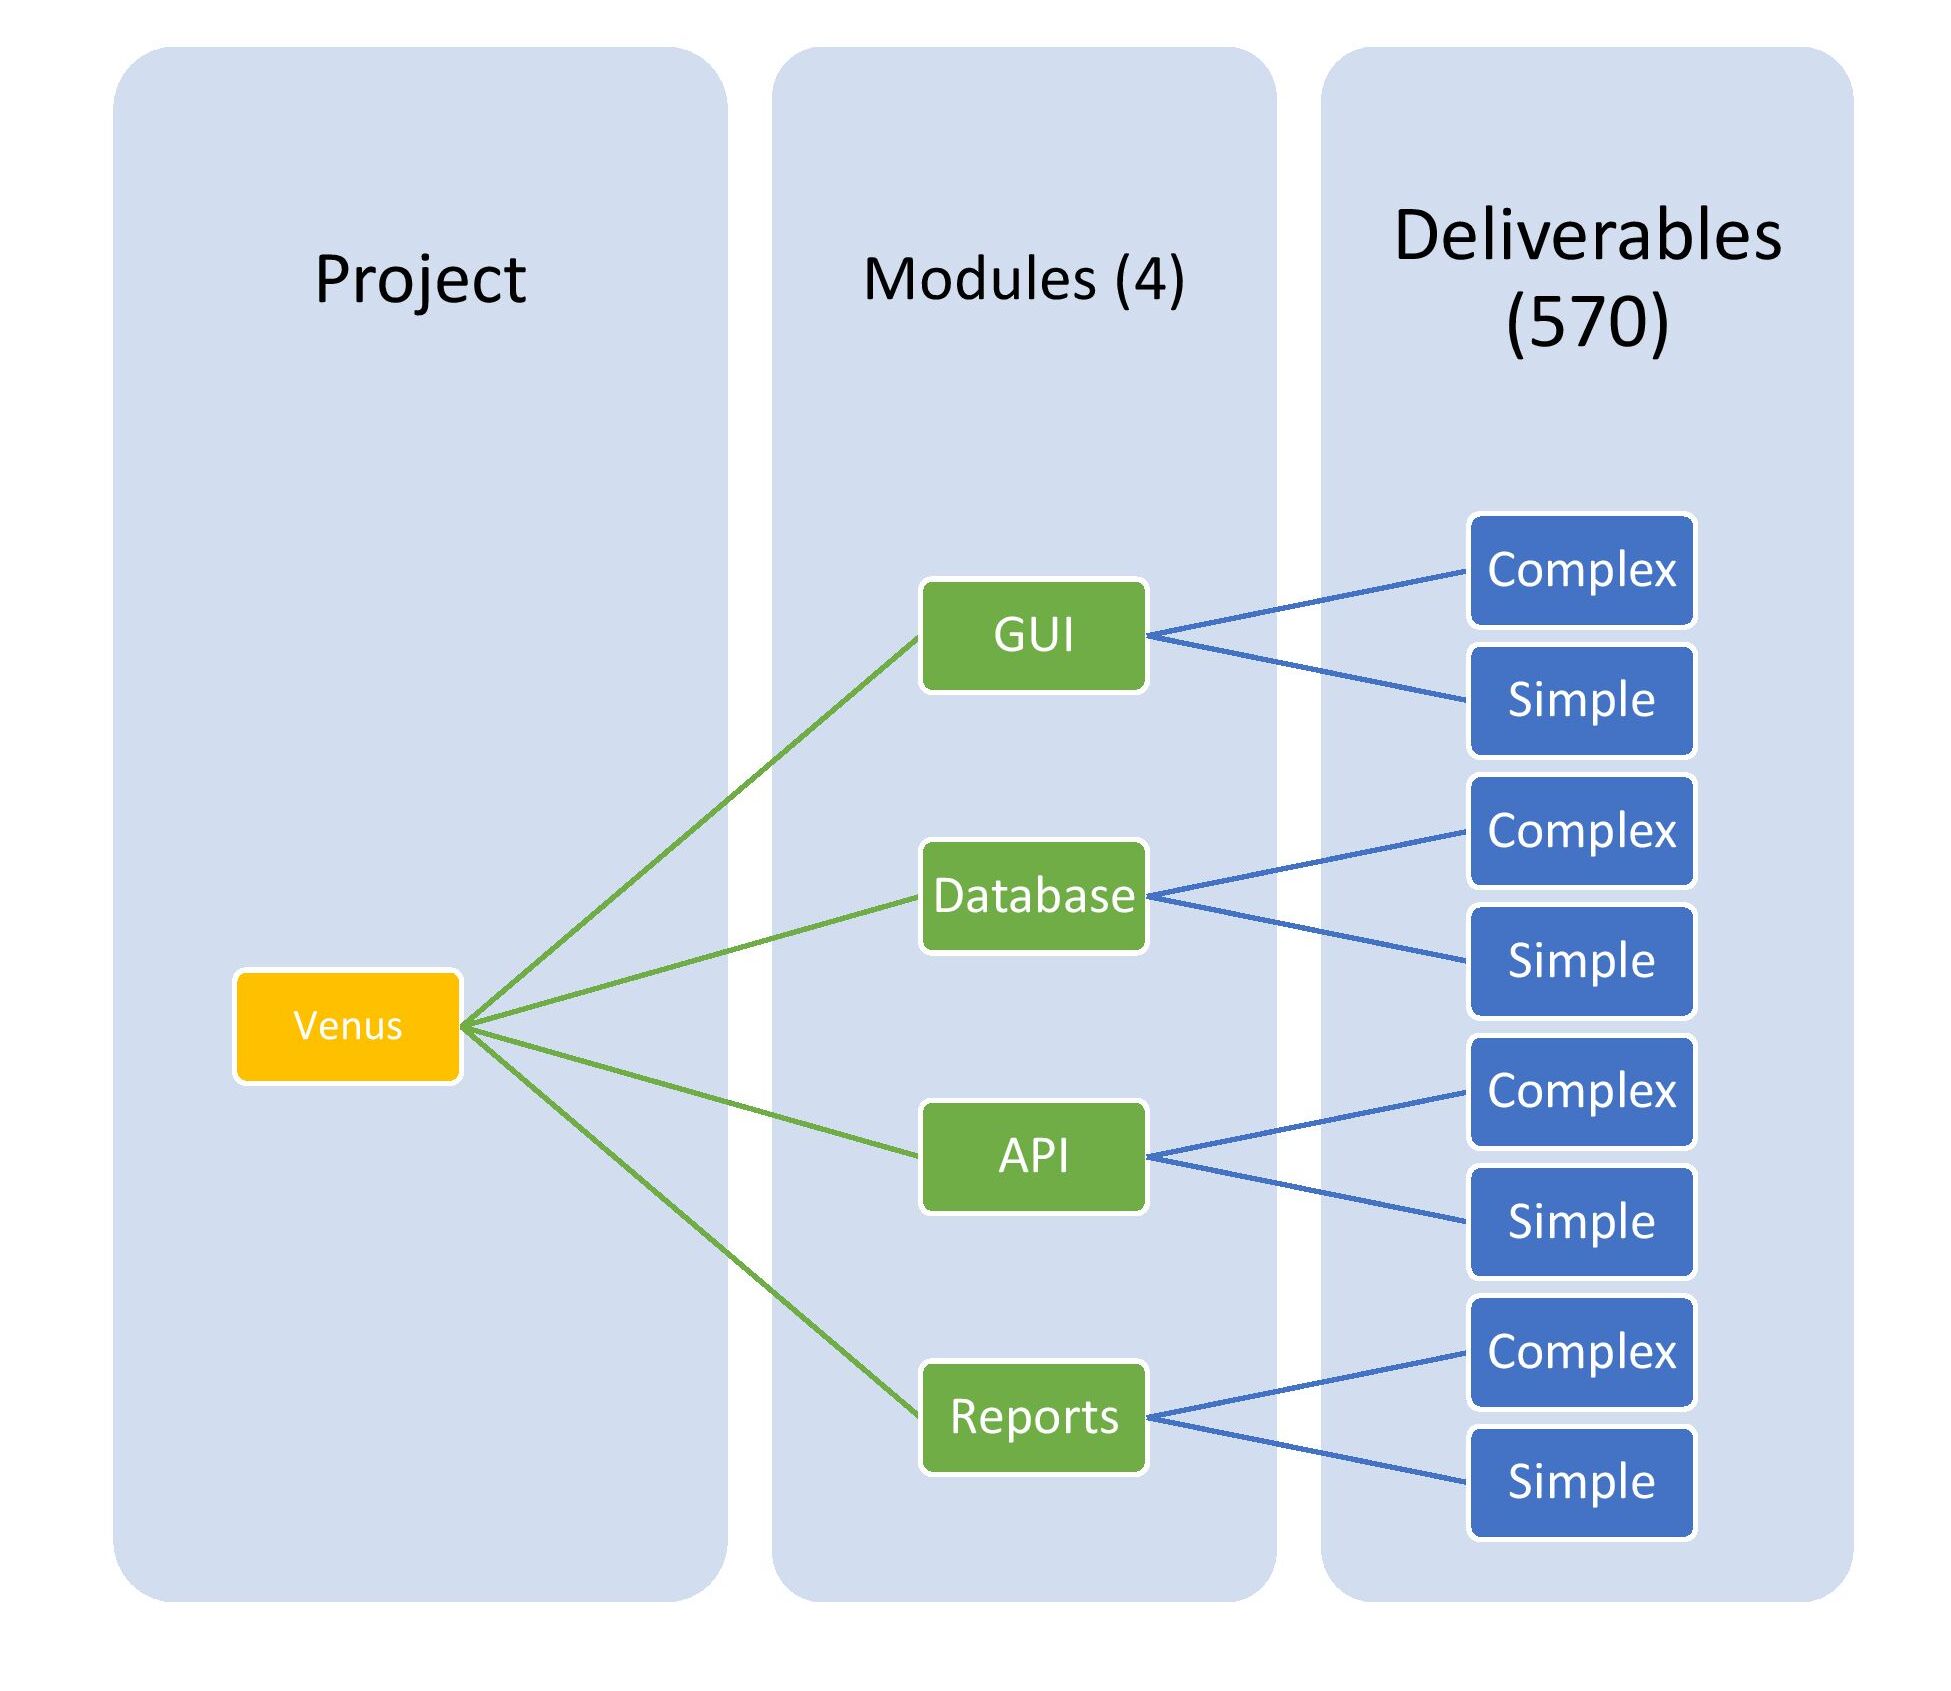 Project
Modules (4)
Deliverables
(570)
Venus
GUI
Database
API
Reports
Complex
Simple
Complex
Simple
Complex
Simple
Complex
Simple